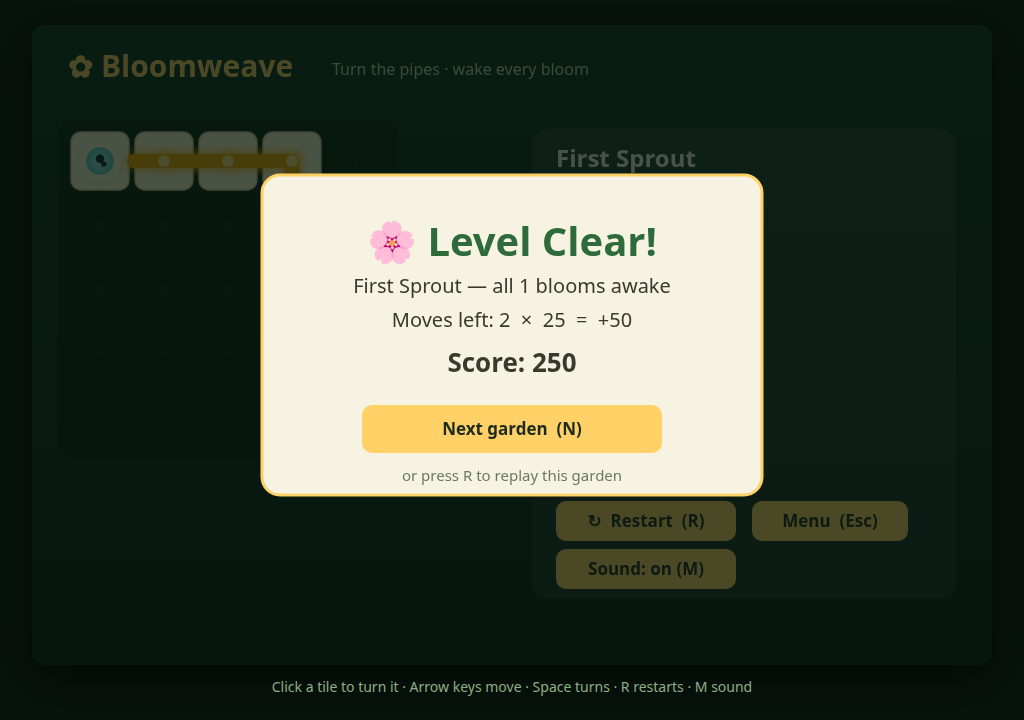 ✿ Bloomweave
Turn the pipes · wake every bloom
First Sprout
🌸 Level Clear!
First Sprout — all 1 blooms awake
Moves left: 2 × 25 = +50
Score: 250
Next garden (N)
or press R to replay this garden
↻ Restart (R)
Menu (Esc)
Sound: on (M)
Click a tile to turn it · Arrow keys move · Space turns · R restarts · M sound